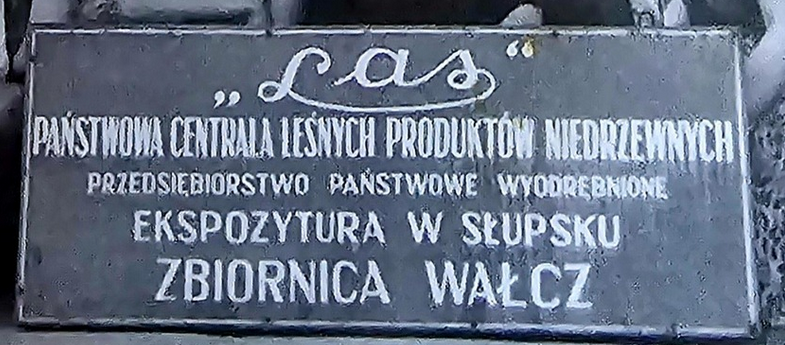 „Las“
PAŃSTWOWA CENTRALA LEŚNYCH PRODUKTÓW NIEDRZEWNYCH
PRZEDSIĘBIORSTWO PAŃSTWOWE WYODRĘBNIONE
EKSPOZYTURA W SŁUPSKU
ZBIORNICA WAŁCZ